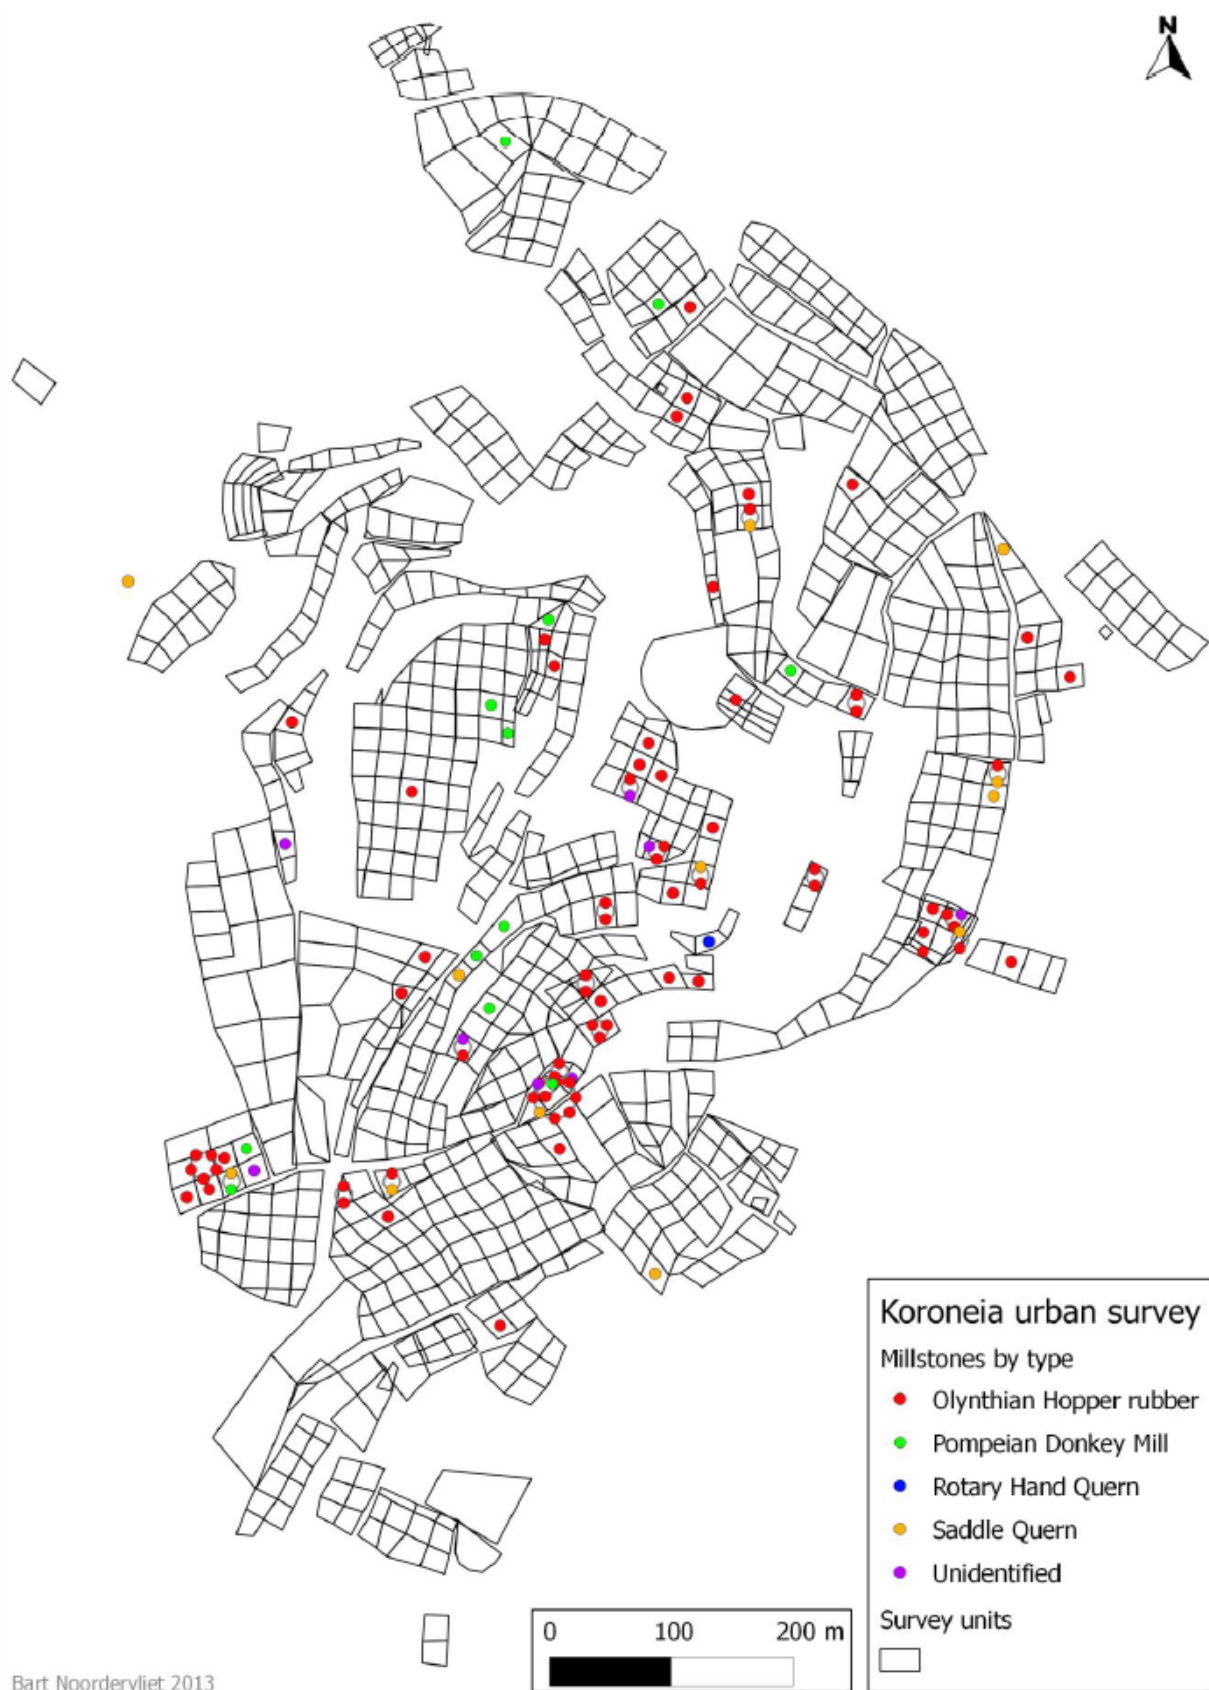 N
Koroneia urban survey
Millstones by type
Olynthian Hopper rubber
Pompeian Donkey Mill
Rotary Hand Quern
Saddle Quern
Unidentified
Survey units
0 100 200 m
Bart Noordervliet 2013